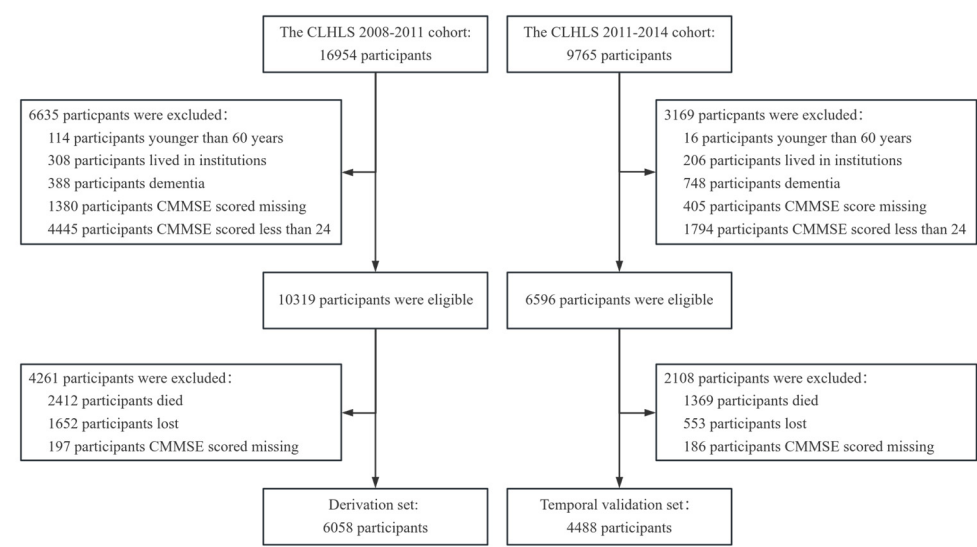 The CLHLS 2008-2011 cohort:
16954 participants
The CLHLS 2011-2014 cohort:
9765 participants
6635 particpants were excluded：
114 participants younger than 60 years
308 participants lived in institutions
388 participants dementia
1380 participants CMMSE scored missing
4445 participants CMMSE scored less than 24
3169 participants were excluded：
16 participants younger than 60 years
206 participants lived in institutions
748 participants dementia
405 participants CMMSE score missing
1794 participants CMMSE scored less than 24
10319 participants were eligible
6596 participants were eligible
4261 participants were excluded：
2412 participants died
1652 participants lost
197 participants CMMSE scored missing
2108 participants were excluded：
1369 participants died
553 participants lost
186 participants CMMSE scored missing
Derivation set:
6058 participants
Temporal validation set：
4488 participants